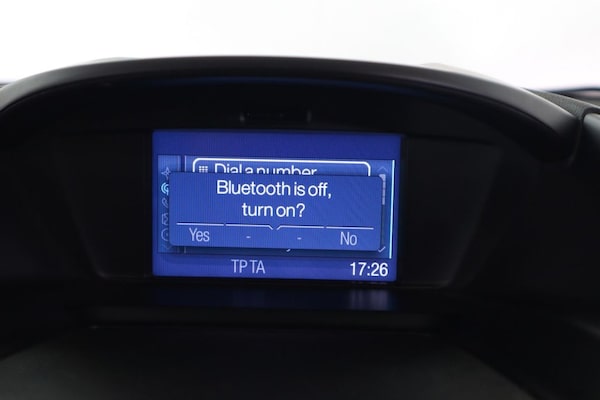 Dial a number
Bluetooth is off,
turn on?
Yes - - No
TP TA 17:26